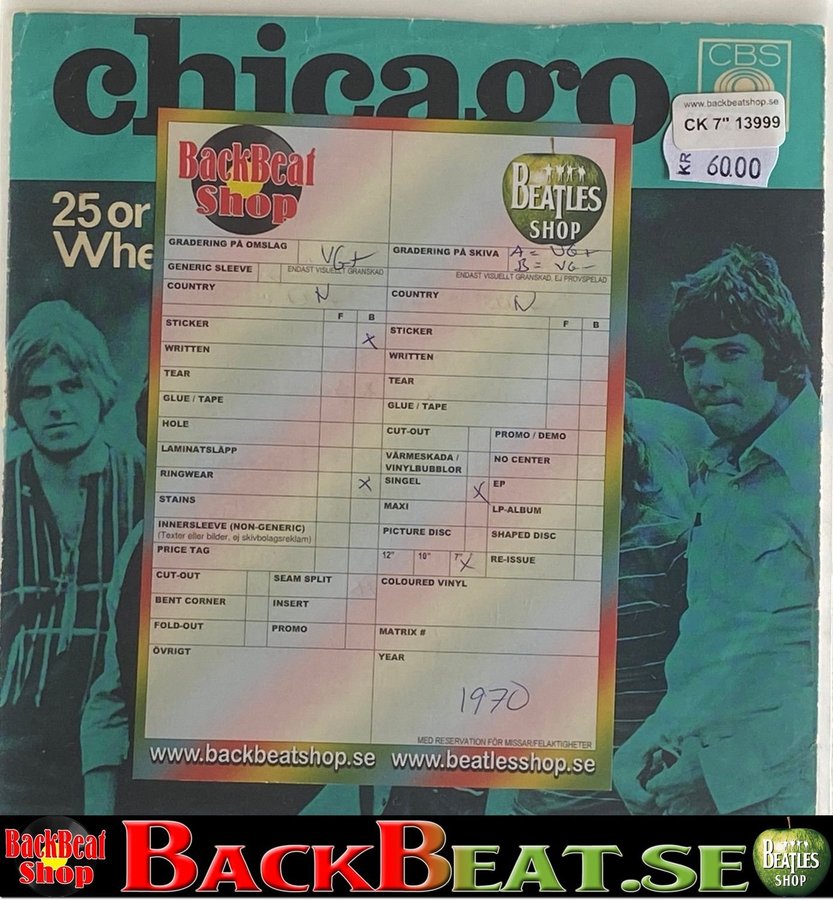 chicago
CBS
www.backbeatshop.se
CK 7" 13999
KR 60.00
25 or
Whe
BackBeat
Shop
BEATLES
SHOP
GRADERING PÅ OMSLAG VG+
ENDAST VISUELLT GRANSKAD
GENERIC SLEEVE
COUNTRY N
F B
STICKER X
WRITTEN
TEAR
GLUE / TAPE
HOLE
LAMINATSLÄPP
RINGWEAR X
STAINS
INNERSLEEVE (NON-GENERIC)
(Texter eller bilder, ej skivbolagsreklam)
PRICE TAG
CUT-OUT SEAM SPLIT
BENT CORNER INSERT
FOLD-OUT PROMO
ÖVRIGT
GRADERING PÅ SKIVA A = VG+
B = VG-
ENDAST VISUELLT GRANSKAD, EJ PROVSPELAD
COUNTRY N
F B
STICKER
WRITTEN
TEAR
GLUE / TAPE
CUT-OUT PROMO / DEMO
VÄRMESKADA /
VINYLBUBBLOR NO CENTER
SINGEL X EP
MAXI LP-ALBUM
PICTURE DISC SHAPED DISC
12" 10" 7" X RE-ISSUE
COLOURED VINYL
MATRIX #
YEAR
1970
MED RESERVATION FÖR MISSAR/FELAKTIGHETER
www.backbeatshop.se www.beatlesshop.se
BackBeat
Shop
BACKBEAT.SE
BEATLES
SHOP